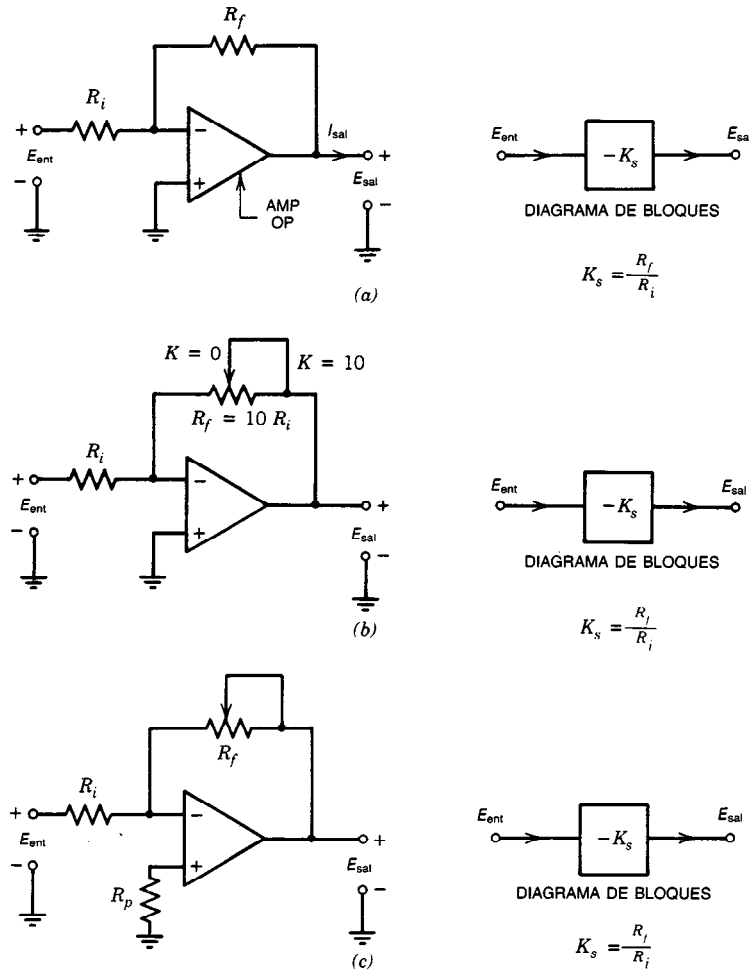 R_f
R_i
+ − I_sal
E_ent E_ent E_sa
+ −K_s
− + E_sal
AMP OP −
DIAGRAMA DE BLOQUES
K_s = R_f / R_i
(a)
K = 0 K = 10
R_f = 10 R_i
R_i
+ − E_ent E_sal
E_ent + −K_s
− + E_sal
− DIAGRAMA DE BLOQUES
(b)
K_s = R_f / R_i
R_f
R_i
+ − + E_ent E_sal
E_ent −K_s
− + E_sal
R_p − DIAGRAMA DE BLOQUES
(c)
K_s = R_f / R_i